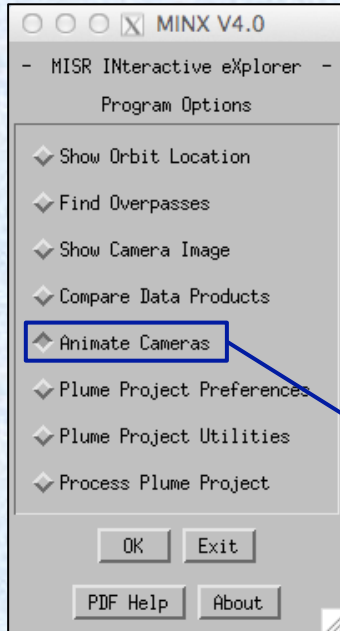 MINX V4.0
- MISR INteractive eXplorer -
Program Options
Show Orbit Location
Find Overpasses
Show Camera Image
Compare Data Products
Animate Cameras
Plume Project Preferences
Plume Project Utilities
Process Plume Project
OK Exit
PDF Help About